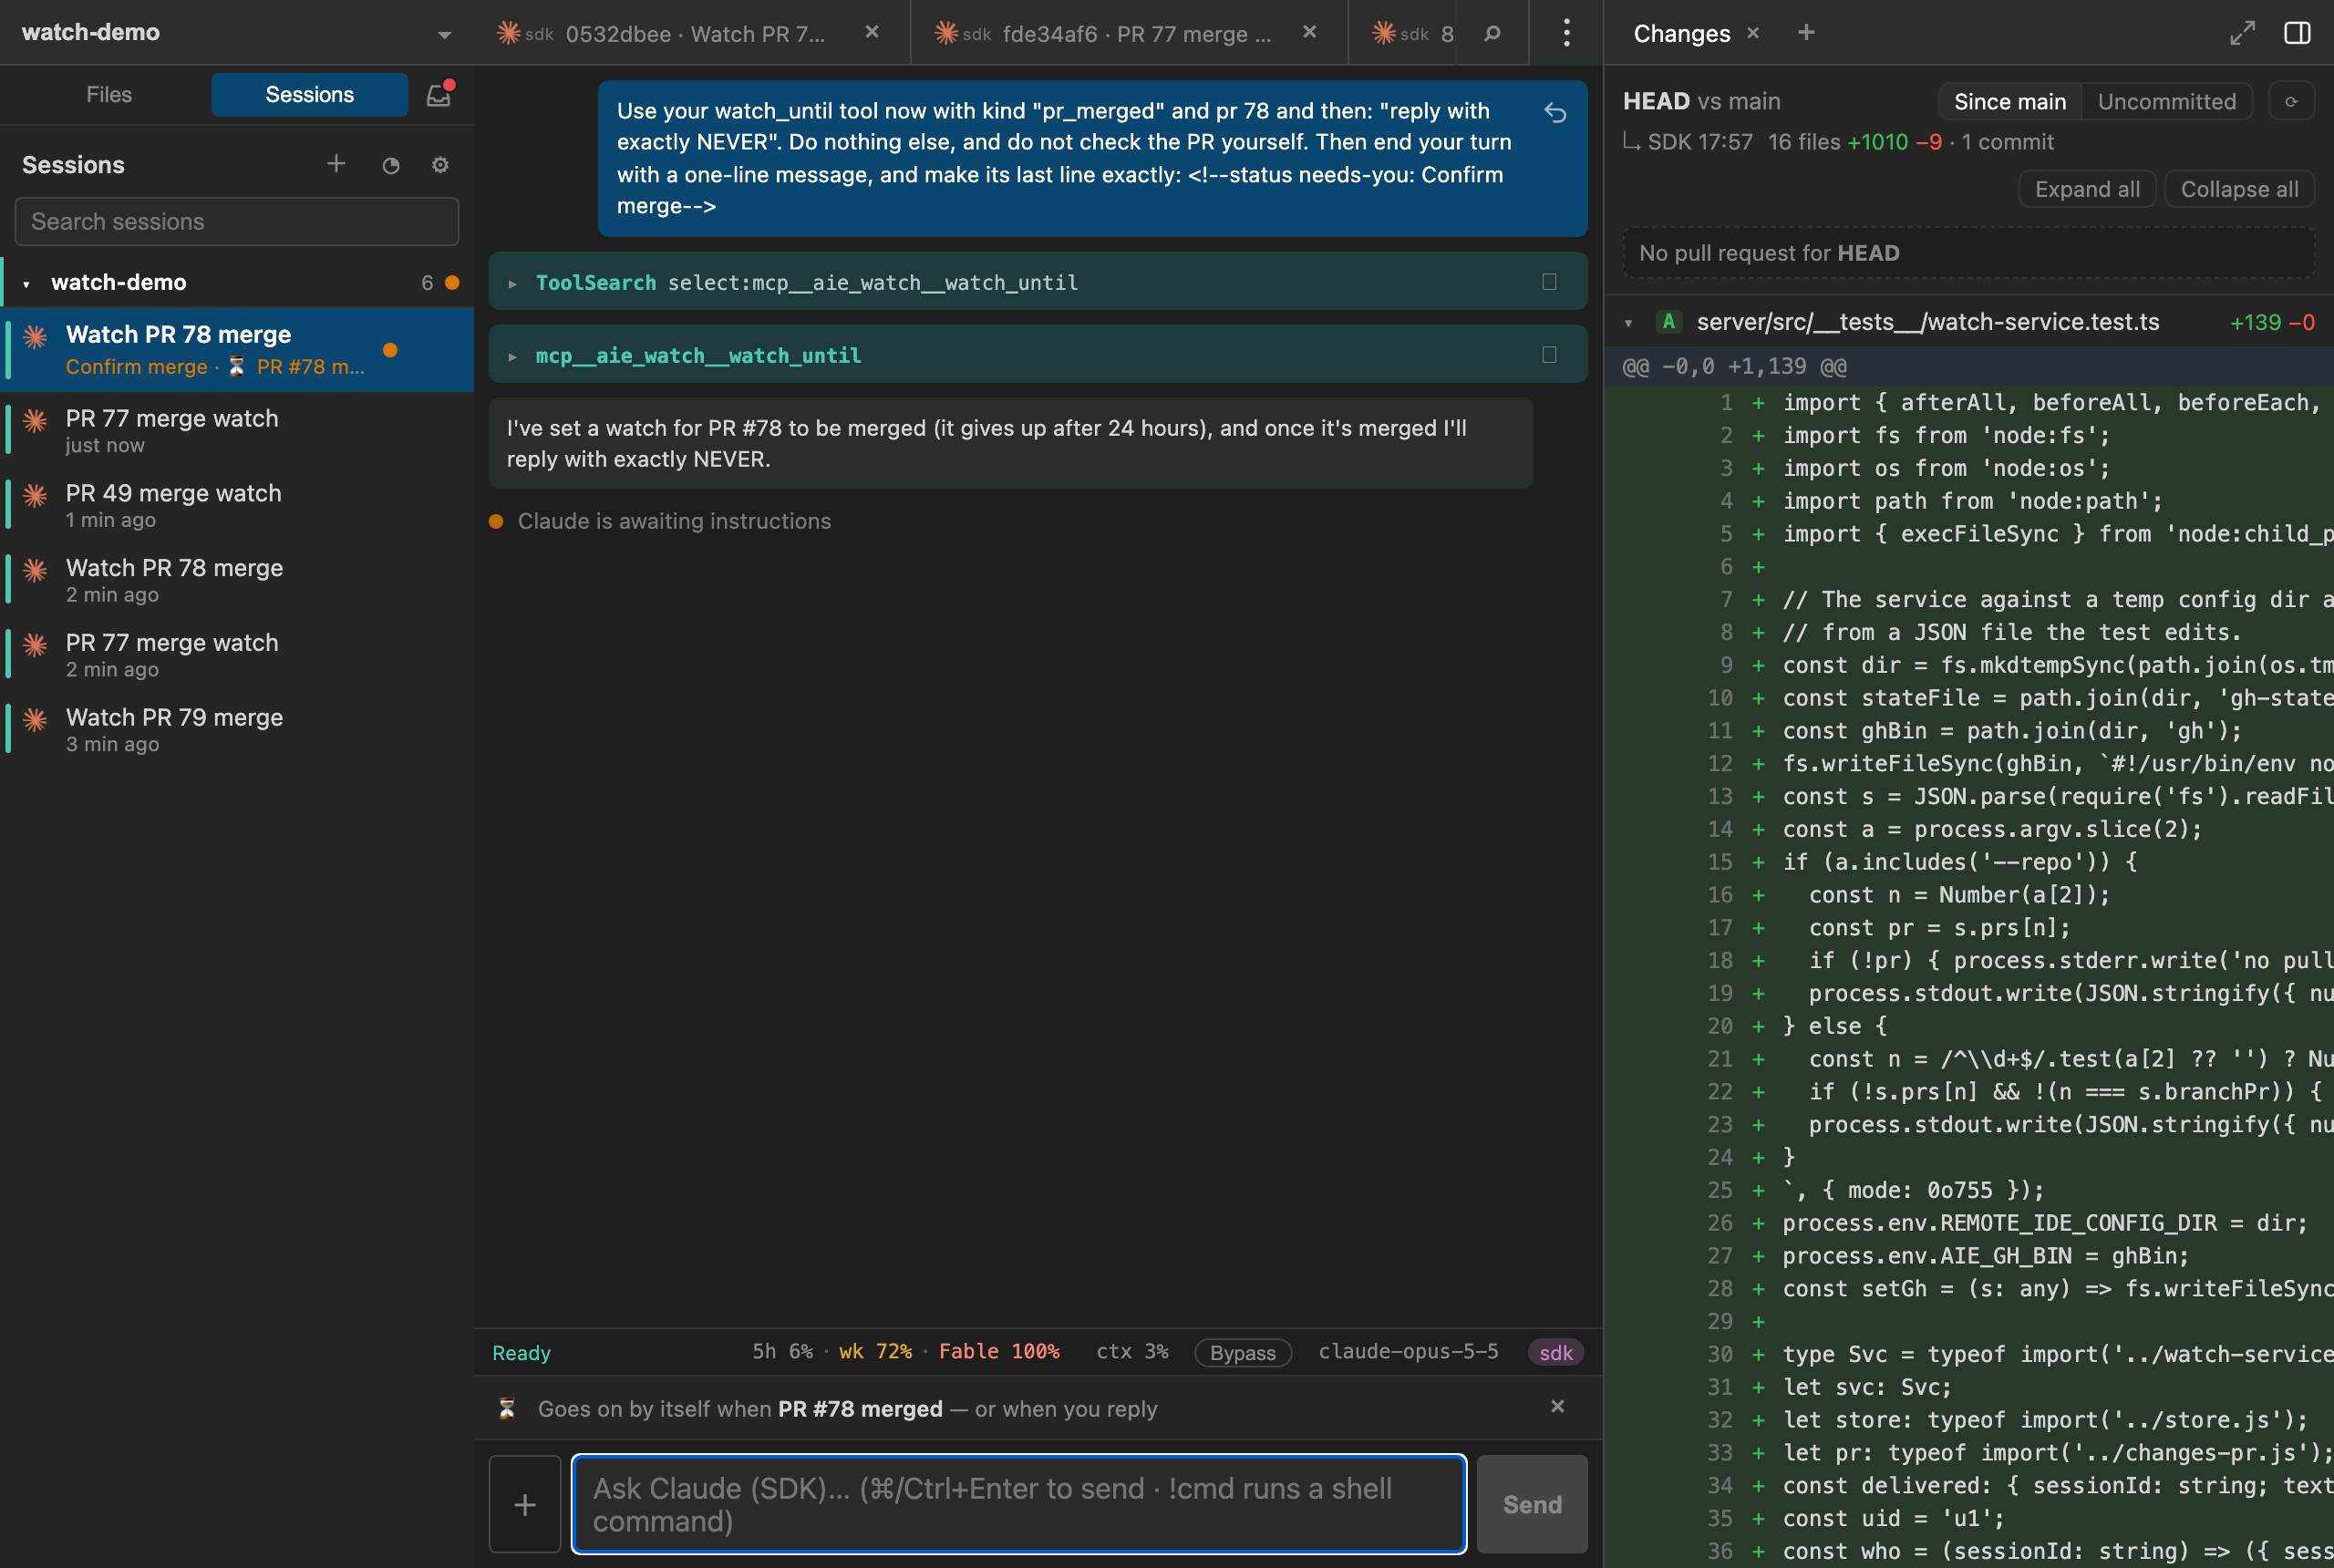 watch-demo
Files
Sessions
Sessions
Search sessions
watch-demo
6
Watch PR 78 merge
Confirm merge · ⏳ PR #78 m...
PR 77 merge watch
just now
PR 49 merge watch
1 min ago
Watch PR 78 merge
2 min ago
PR 77 merge watch
2 min ago
Watch PR 79 merge
3 min ago
sdk 0532dbee · Watch PR 7... ×
sdk fde34af6 · PR 77 merge ... ×
sdk 8
Use your watch_until tool now with kind "pr_merged" and pr 78 and then: "reply with
exactly NEVER". Do nothing else, and do not check the PR yourself. Then end your turn
with a one-line message, and make its last line exactly: <!--status needs-you: Confirm
merge-->
ToolSearch select:mcp__aie_watch__watch_until
mcp__aie_watch__watch_until
I've set a watch for PR #78 to be merged (it gives up after 24 hours), and once it's merged I'll
reply with exactly NEVER.
Claude is awaiting instructions
Ready
5h 6% · wk 72% · Fable 100%
ctx 3%
Bypass
claude-opus-5-5
sdk
⏳ Goes on by itself when PR #78 merged — or when you reply ×
+
Ask Claude (SDK)... (⌘/Ctrl+Enter to send · !cmd runs a shell
command)
Send
Changes × +
HEAD vs main
Since main
Uncommitted
SDK 17:57 16 files +1010 −9 · 1 commit
Expand all
Collapse all
No pull request for HEAD
A server/src/__tests__/watch-service.test.ts +139 −0
@@ −0,0 +1,139 @@
1 + import { afterAll, beforeAll, beforeEach,
2 + import fs from 'node:fs';
3 + import os from 'node:os';
4 + import path from 'node:path';
5 + import { execFileSync } from 'node:child_p
6 +
7 + // The service against a temp config dir a
8 + // from a JSON file the test edits.
9 + const dir = fs.mkdtempSync(path.join(os.tm
10 + const stateFile = path.join(dir, 'gh-state
11 + const ghBin = path.join(dir, 'gh');
12 + fs.writeFileSync(ghBin, `#!/usr/bin/env no
13 + const s = JSON.parse(require('fs').readFil
14 + const a = process.argv.slice(2);
15 + if (a.includes('--repo')) {
16 + const n = Number(a[2]);
17 + const pr = s.prs[n];
18 + if (!pr) { process.stderr.write('no pull
19 + process.stdout.write(JSON.stringify({ nu
20 + } else {
21 + const n = /^\\d+$/.test(a[2] ?? '') ? Nu
22 + if (!s.prs[n] && !(n === s.branchPr)) {
23 + process.stdout.write(JSON.stringify({ nu
24 + }
25 + `, { mode: 0o755 });
26 + process.env.REMOTE_IDE_CONFIG_DIR = dir;
27 + process.env.AIE_GH_BIN = ghBin;
28 + const setGh = (s: any) => fs.writeFileSync
29 +
30 + type Svc = typeof import('../watch-service
31 + let svc: Svc;
32 + let store: typeof import('../store.js');
33 + let pr: typeof import('../changes-pr.js');
34 + const delivered: { sessionId: string; text
35 + const uid = 'u1';
36 + const who = (sessionId: string) => ({ sess